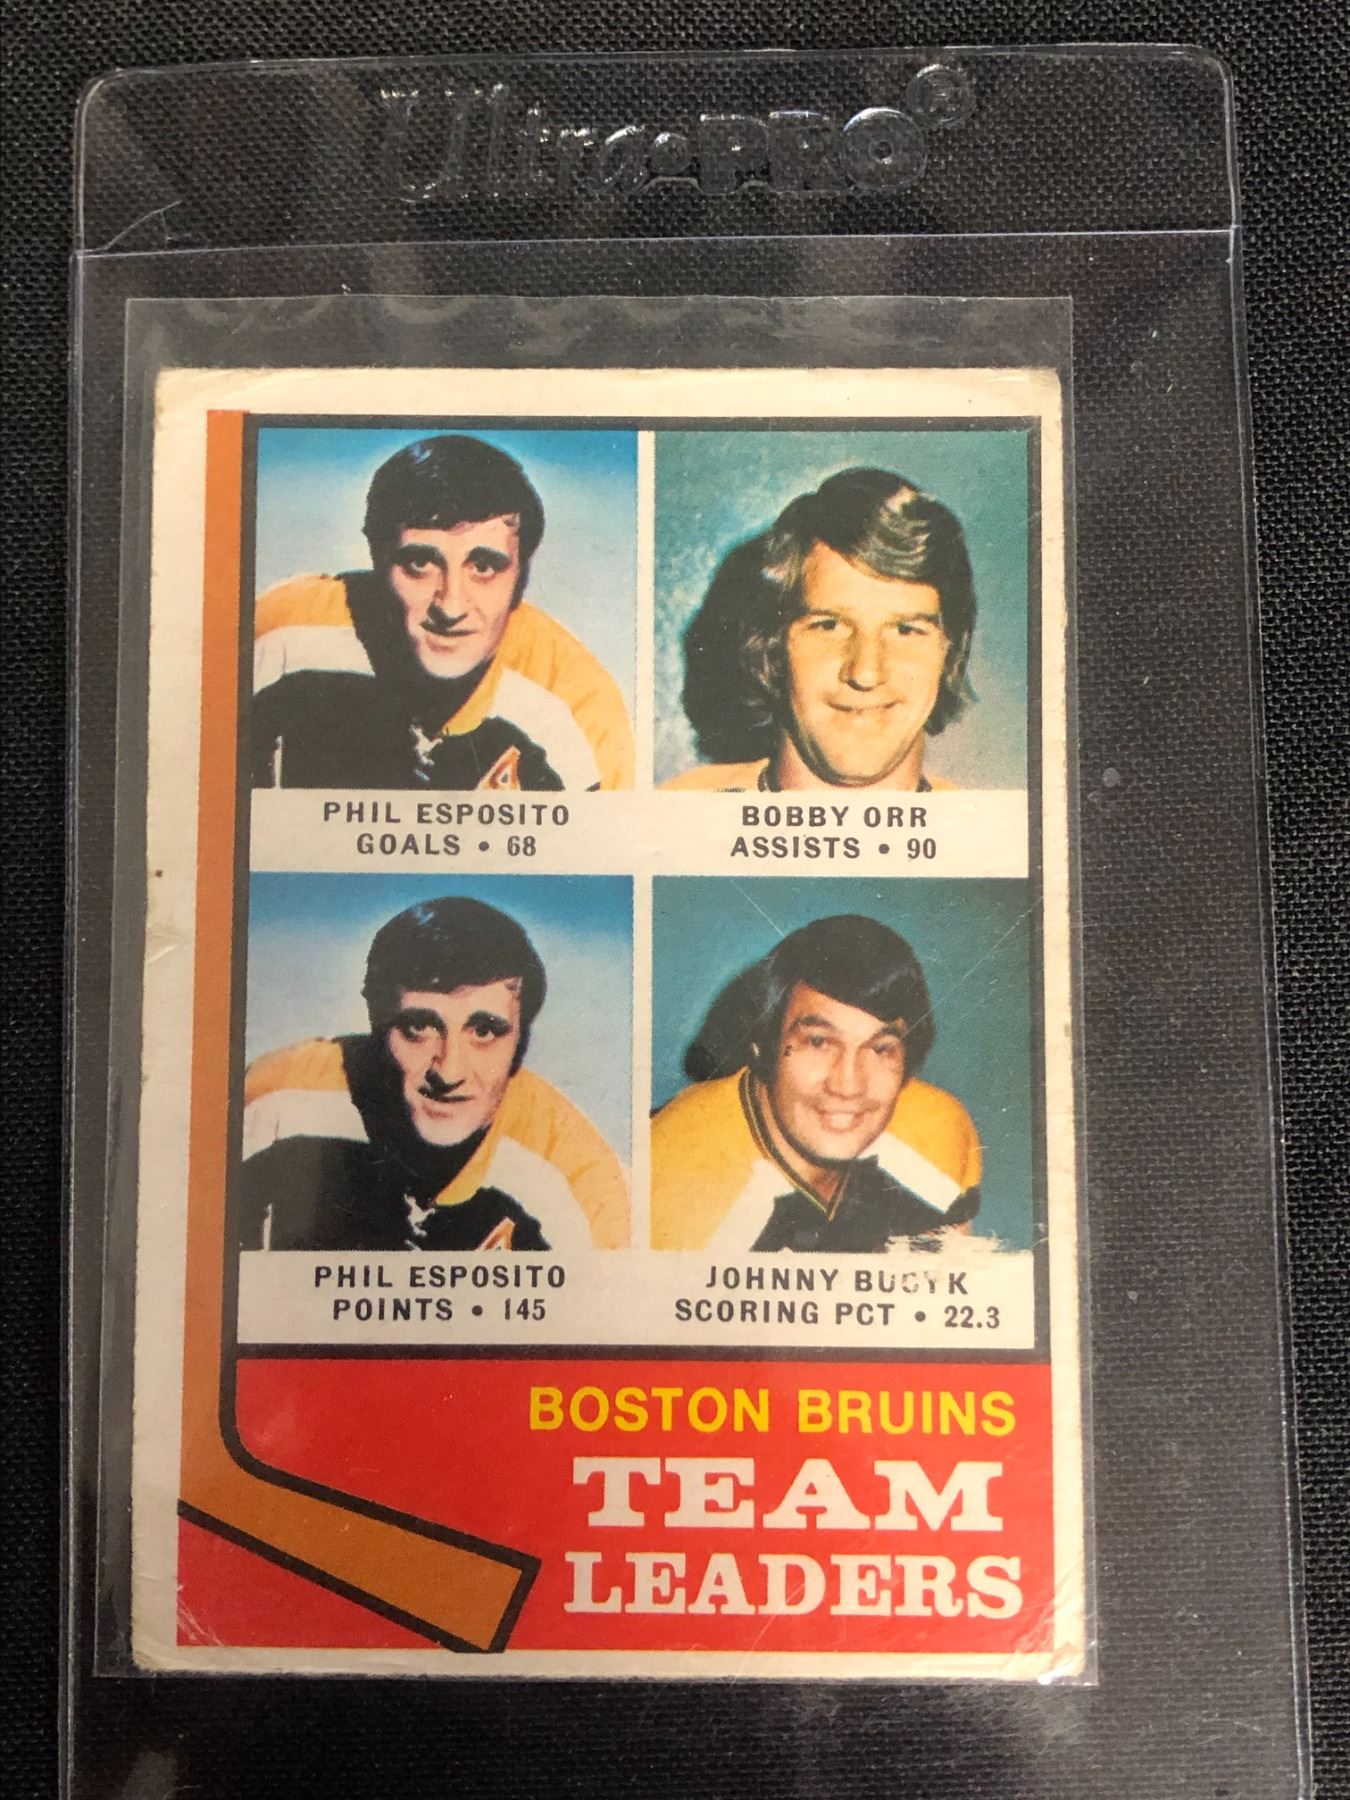 Ultra•PRO®
PHIL ESPOSITO
GOALS • 68
BOBBY ORR
ASSISTS • 90
PHIL ESPOSITO
POINTS • 145
JOHNNY BUCYK
SCORING PCT • 22.3
BOSTON BRUINS
TEAM
LEADERS